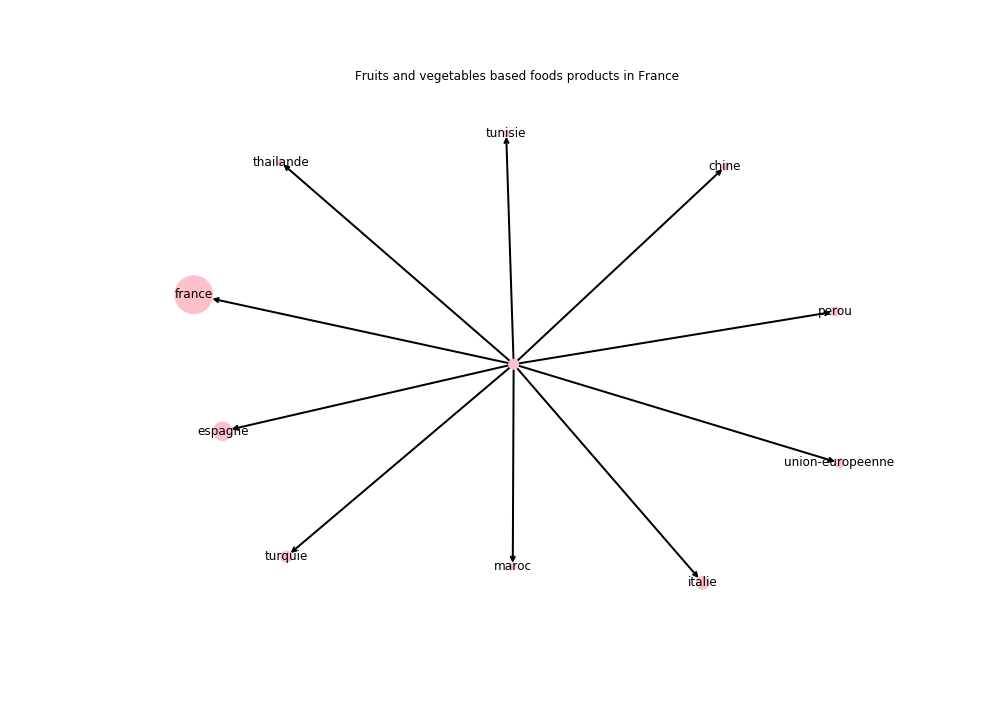 Fruits and vegetables based foods products in France
tunisie
thailande
chine
france
perou
espagne
union-europeenne
turquie
maroc
italie